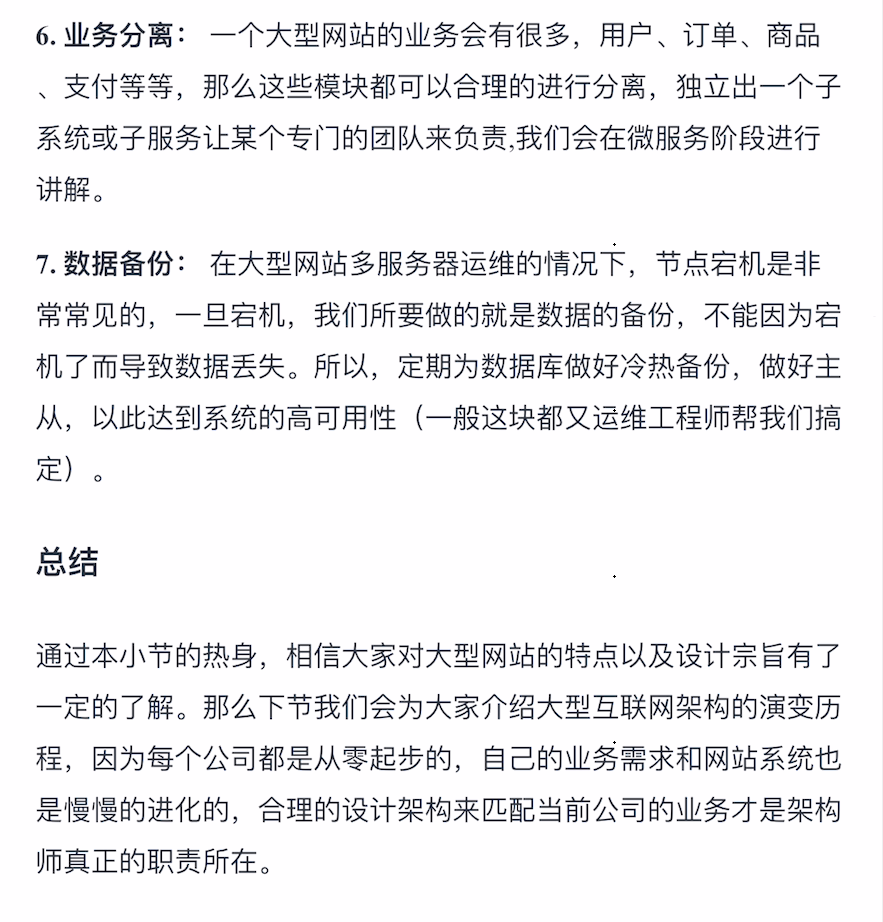 6. 业务分离： 一个大型网站的业务会有很多，用户、订单、商品
、支付等等，那么这些模块都可以合理的进行分离，独立出一个子
系统或子服务让某个专门的团队来负责,我们会在微服务阶段进行
讲解。
7. 数据备份： 在大型网站多服务器运维的情况下，节点宕机是非
常常见的，一旦宕机，我们所要做的就是数据的备份，不能因为宕
机了而导致数据丢失。所以，定期为数据库做好冷热备份，做好主
从，以此达到系统的高可用性（一般这块都又运维工程师帮我们搞
定）。
总结
通过本小节的热身，相信大家对大型网站的特点以及设计宗旨有了
一定的了解。那么下节我们会为大家介绍大型互联网架构的演变历
程，因为每个公司都是从零起步的，自己的业务需求和网站系统也
是慢慢的进化的，合理的设计架构来匹配当前公司的业务才是架构
师真正的职责所在。